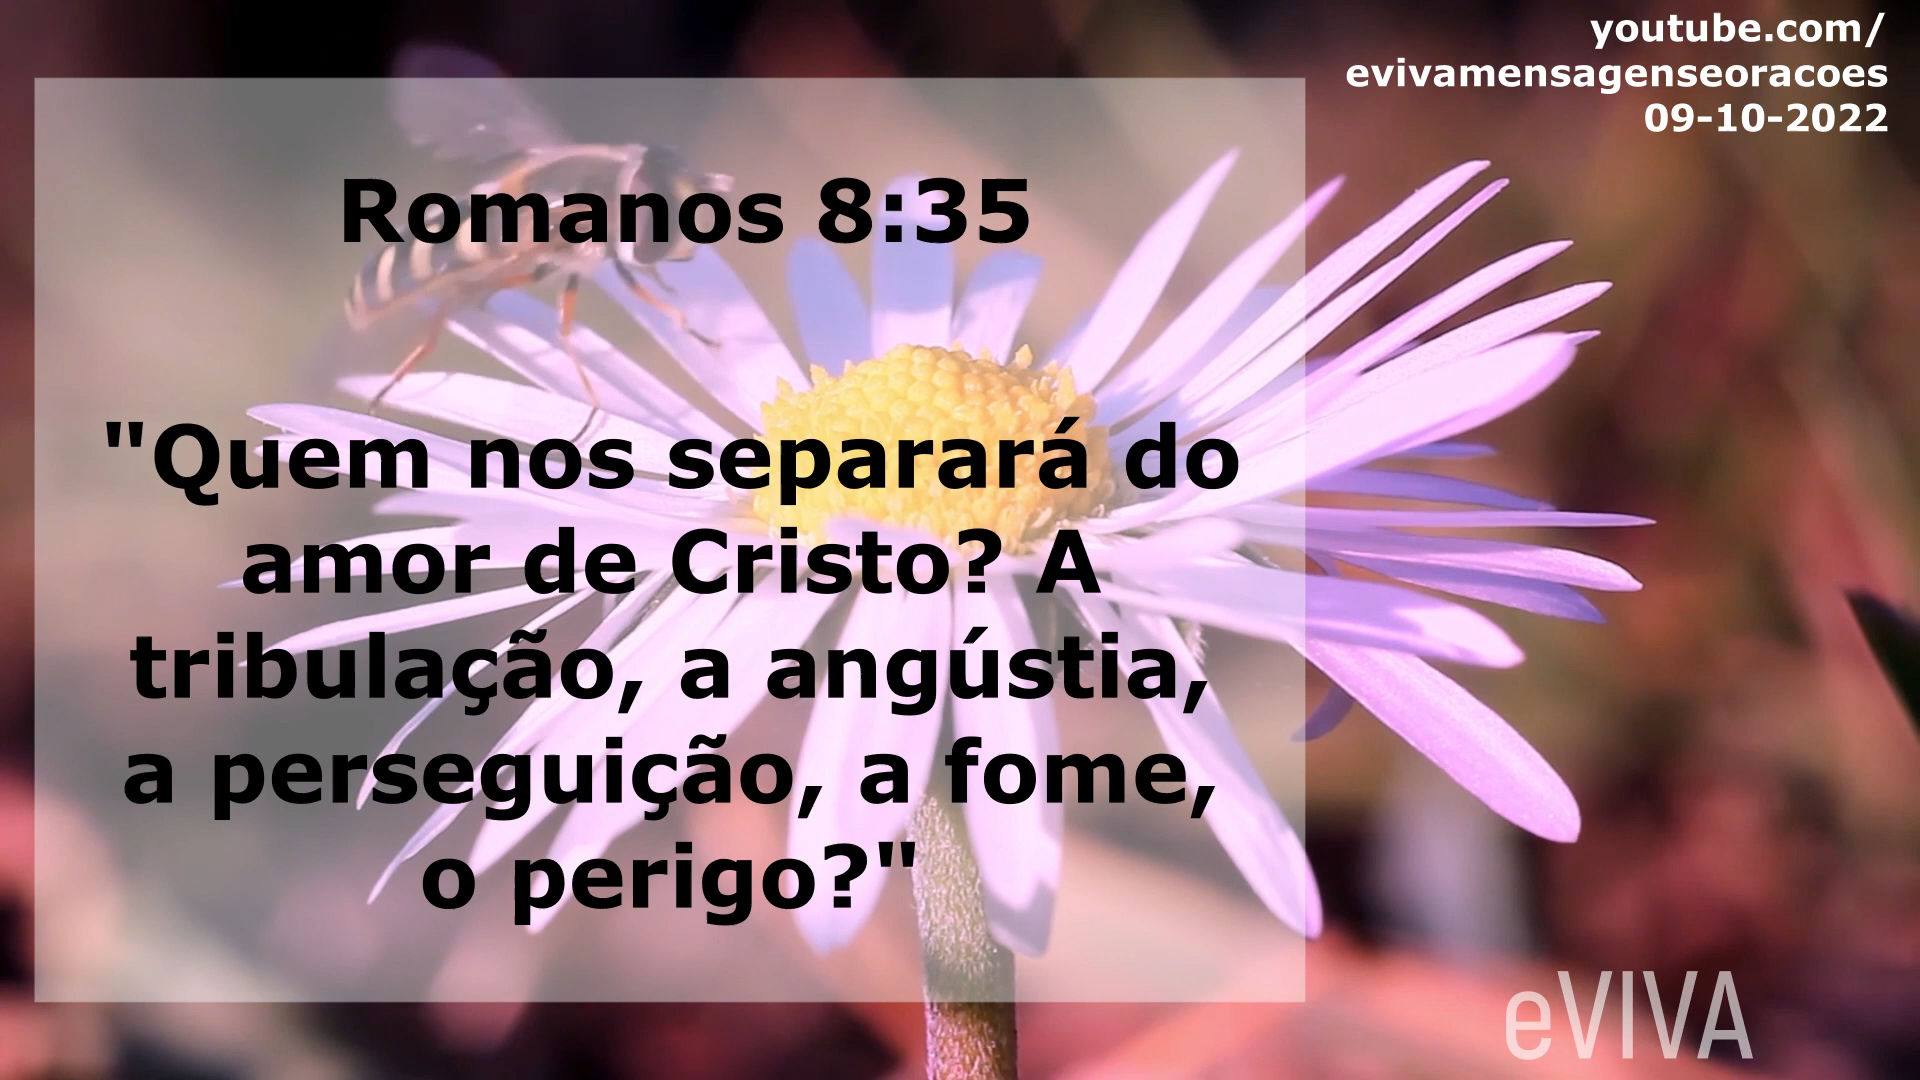 youtube.com/
evivamensagenseoracoes
09-10-2022
Romanos 8:35
"Quem nos separará do
amor de Cristo? A
tribulação, a angústia,
a perseguição, a fome,
o perigo?"
eVIVA